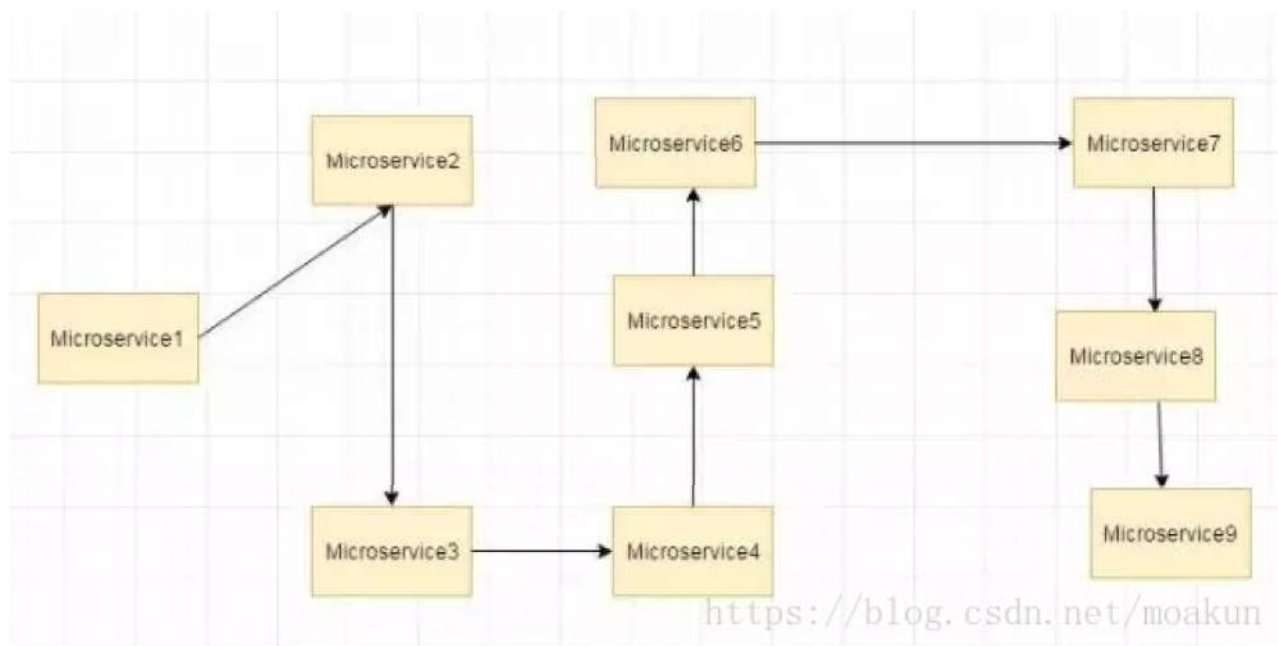 Microservice1
Microservice2
Microservice3
Microservice4
Microservice5
Microservice6
Microservice7
Microservice8
Microservice9
https://blog.csdn.net/moakun